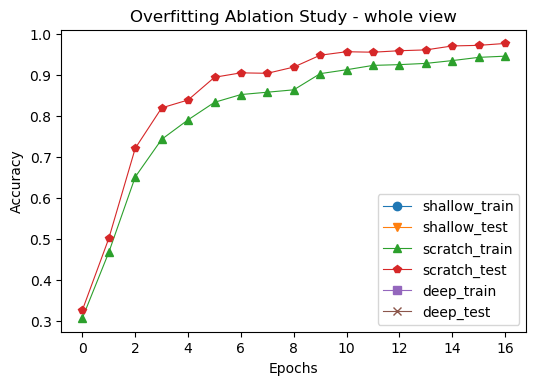 Overfitting Ablation Study - whole view
Accuracy
1.0
0.9
0.8
0.7
0.6
0.5
0.4
0.3
shallow_train
shallow_test
scratch_train
scratch_test
deep_train
deep_test
0 2 4 6 8 10 12 14 16
Epochs